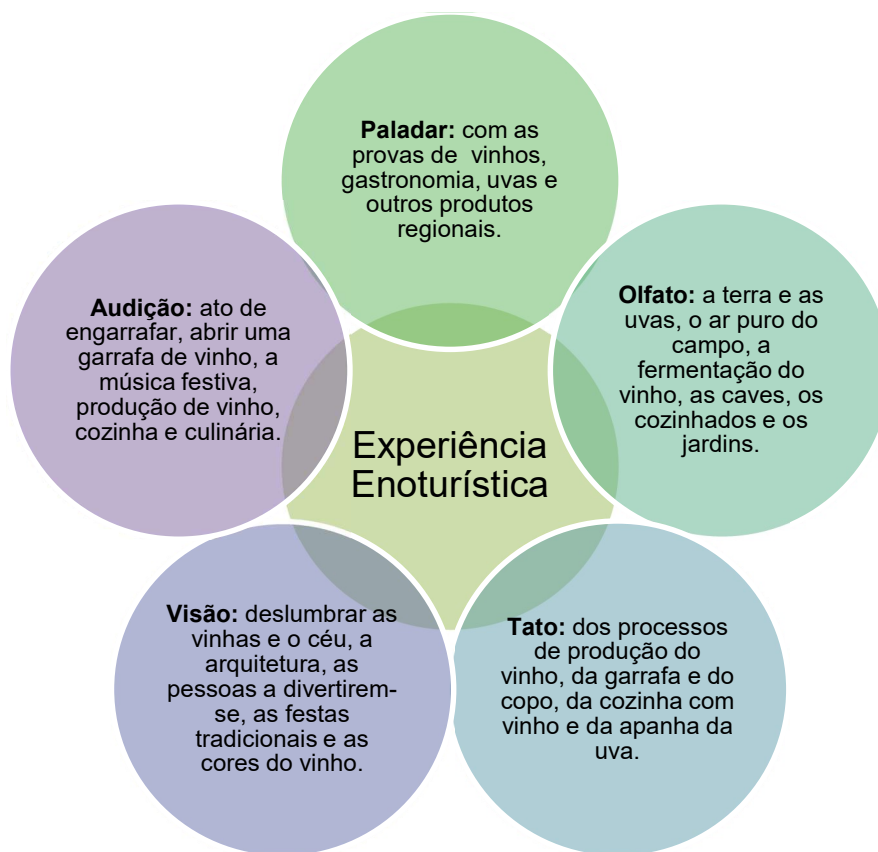 Paladar: com as
provas de vinhos,
gastronomia, uvas e
outros produtos
regionais.
Olfato: a terra e as
uvas, o ar puro do
campo, a
fermentação do
vinho, as caves, os
cozinhados e os
jardins.
Tato: dos processos
de produção do
vinho, da garrafa e do
copo, da cozinha com
vinho e da apanha da
uva.
Visão: deslumbrar as
vinhas e o céu, a
arquitetura, as
pessoas a divertirem-
se, as festas
tradicionais e as
cores do vinho.
Audição: ato de
engarrafar, abrir uma
garrafa de vinho, a
música festiva,
produção de vinho,
cozinha e culinária.
Experiência
Enoturística